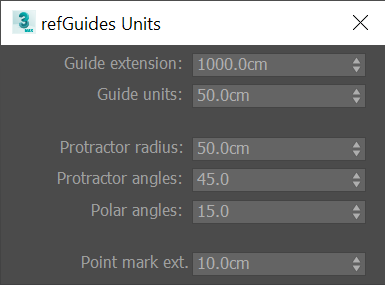 3 MAX refGuides Units
Guide extension: 1000.0cm
Guide units: 50.0cm
Protractor radius: 50.0cm
Protractor angles: 45.0
Polar angles: 15.0
Point mark ext. 10.0cm